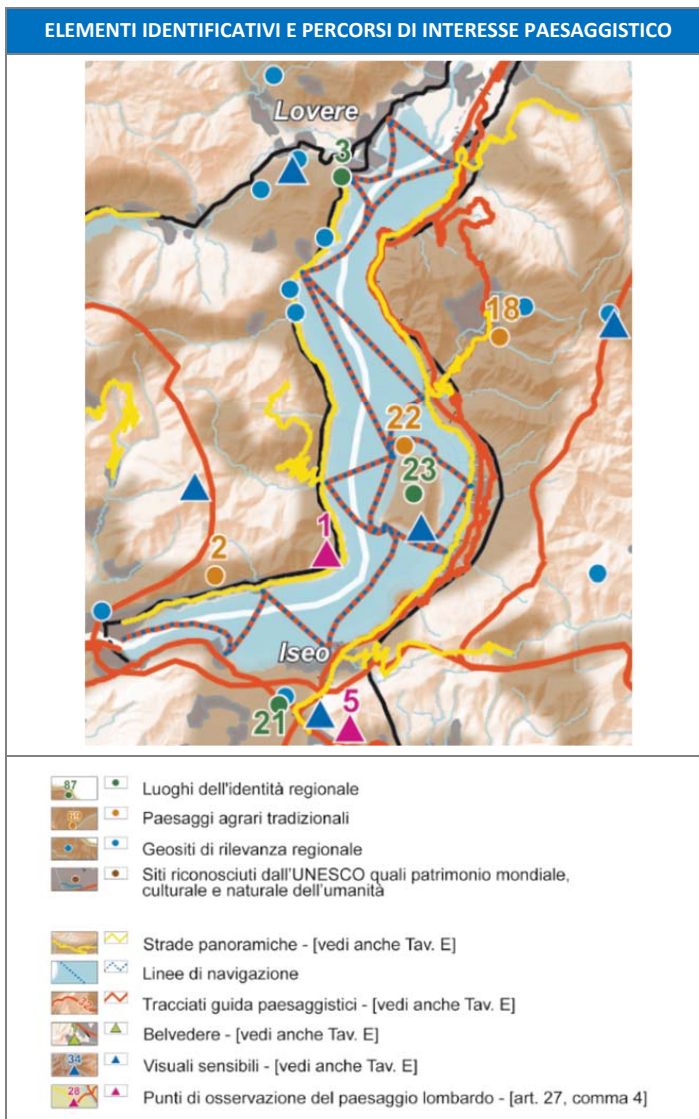 ELEMENTI IDENTIFICATIVI E PERCORSI DI INTERESSE PAESAGGISTICO
Lovere
3
18
22
23
1
2
Iseo
21
5
87
Luoghi dell'identità regionale
Paesaggi agrari tradizionali
Geositi di rilevanza regionale
Siti riconosciuti dall'UNESCO quali patrimonio mondiale,
culturale e naturale dell'umanità
Strade panoramiche - [vedi anche Tav. E]
Linee di navigazione
Tracciati guida paesaggistici - [vedi anche Tav. E]
Belvedere - [vedi anche Tav. E]
34
Visuali sensibili - [vedi anche Tav. E]
28
Punti di osservazione del paesaggio lombardo - [art. 27, comma 4]